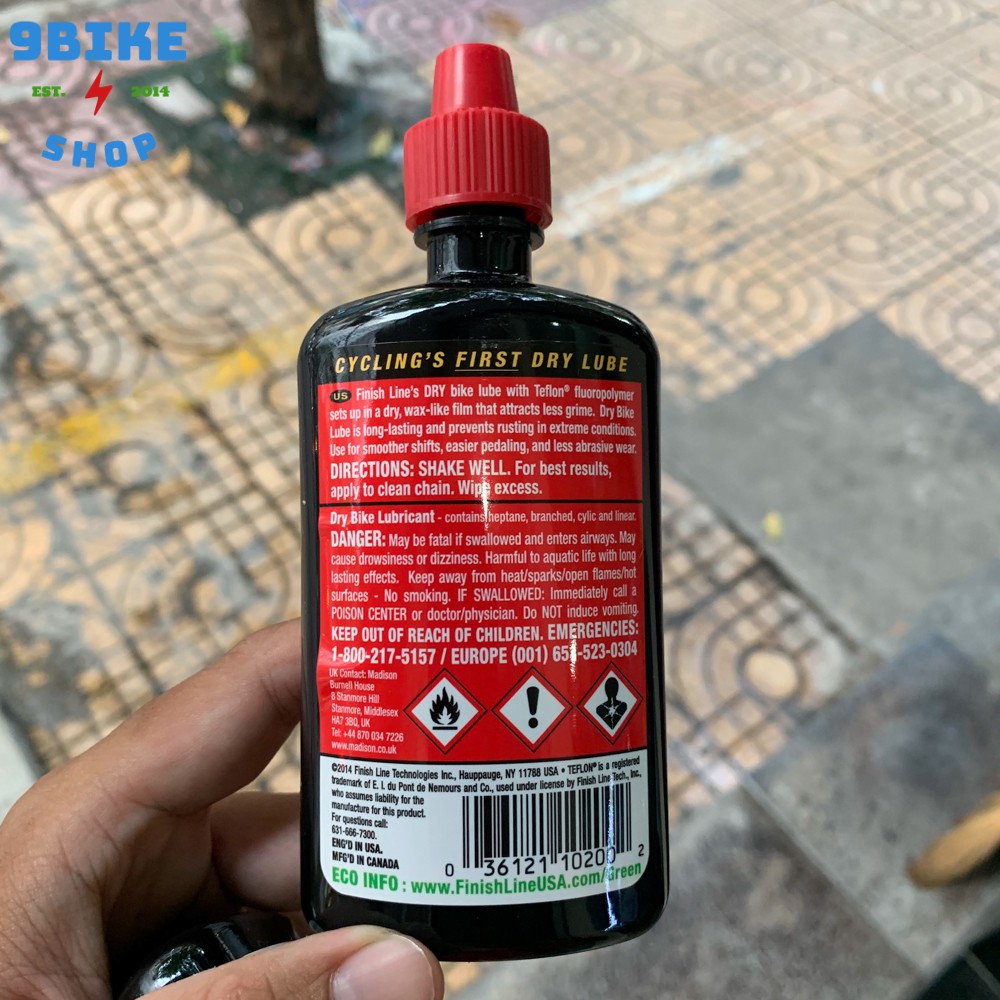 9BIKE
EST. 2014
SHOP
CYCLING'S FIRST DRY LUBE
US Finish Line's DRY bike lube with Teflon® fluoropolymer
sets up in a dry, wax-like film that attracts less grime. Dry Bike
Lube is long-lasting and prevents rusting in extreme conditions.
Use for smoother shifts, easier pedaling, and less abrasive wear.
DIRECTIONS: SHAKE WELL. For best results,
apply to clean chain. Wipe excess.
Dry Bike Lubricant - contains heptane, branched, cylic and linear.
DANGER: May be fatal if swallowed and enters airways. May
cause drowsiness or dizziness. Harmful to aquatic life with long
lasting effects. Keep away from heat/sparks/open flames/hot
surfaces - No smoking. IF SWALLOWED: Immediately call a
POISON CENTER or doctor/physician. Do NOT induce vomiting.
KEEP OUT OF REACH OF CHILDREN. EMERGENCIES:
1-800-217-5157 / EUROPE (001) 651-523-0304
UK Contact: Madison
Burnell House
8 Stanmore Hill
Stanmore, Middlesex
HA7 3BQ, UK
Tel: +44 870 034 7226
www.madison.co.uk
©2014 Finish Line Technologies Inc., Hauppauge, NY 11788 USA • TEFLON® is a registered
trademark of E. I. du Pont de Nemours and Co., used under license by Finish Line Tech., Inc.,
who assumes liability for the
manufacture for this product.
For questions call:
631-666-7300.
ENG'D IN USA.
MFG'D IN CANADA
0 36121 10200 2
ECO INFO : www.FinishLineUSA.com/Green